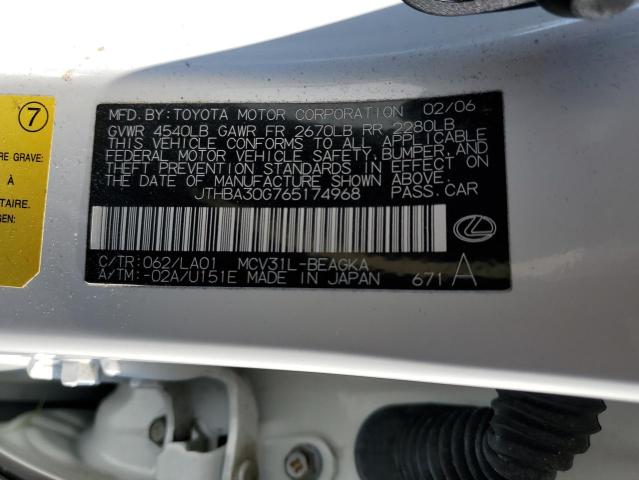 7
RE GRAVE:
À
GEN:
MFD. BY: TOYOTA MOTOR CORPORATION 02/06
GVWR 4540LB GAWR FR 2670LB RR 2280LB
THIS VEHICLE CONFORMS TO ALL APPLICABLE
FEDERAL MOTOR VEHICLE SAFETY, BUMPER, AND
THEFT PREVENTION STANDARDS IN EFFECT ON
THE DATE OF MANUFACTURE SHOWN ABOVE.
JTHBA30G765174968 PASS. CAR
C/TR: 062/LA01 MCV31L-BEAGKA
A/TM: -02A/U151E MADE IN JAPAN 671 A